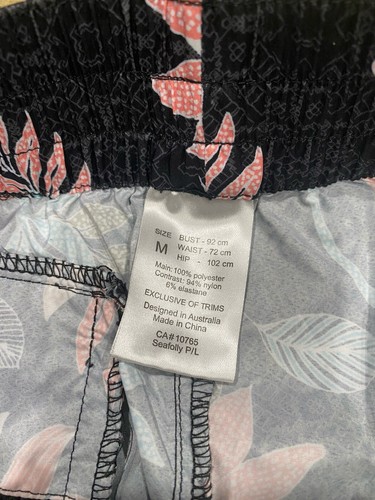 SIZE BUST - 92 cm
M WAIST - 72 cm
HIP - 102 cm
Main: 100% polyester
Contrast: 94% nylon
6% elastane
EXCLUSIVE OF TRIMS
Designed in Australia
Made in China
CA# 10765
Seafolly P/L